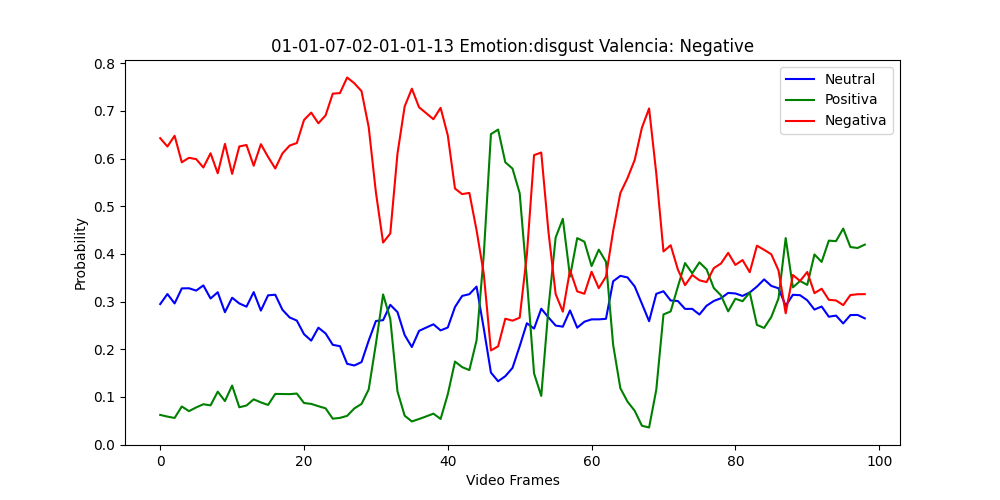 01-01-07-02-01-01-13 Emotion:disgust Valencia: Negative
Neutral
Positiva
Negativa
0.8
0.7
0.6
0.5
0.4
0.3
0.2
0.1
0.0
Probability
0 20 40 60 80 100
Video Frames